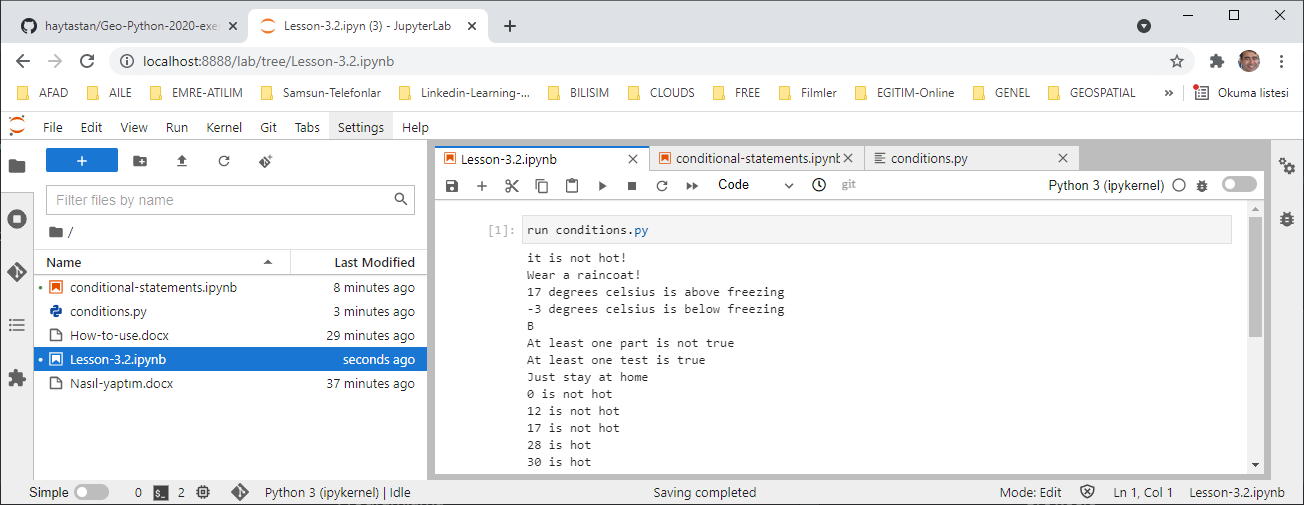 haytastan/Geo-Python-2020-exe
Lesson-3.2.ipyn (3) - JupyterLab
localhost:8888/lab/tree/Lesson-3.2.ipynb
AFAD AILE EMRE-ATILIM Samsun-Telefonlar Linkedin-Learning-... BILISIM CLOUDS FREE Filmler EGITIM-Online GENEL GEOSPATIAL » Okuma listesi
File Edit View Run Kernel Git Tabs Settings Help
Lesson-3.2.ipynb conditional-statements.ipynb conditions.py
Code git Python 3 (ipykernel)
Filter files by name
/
Name Last Modified
conditional-statements.ipynb 8 minutes ago
conditions.py 3 minutes ago
How-to-use.docx 29 minutes ago
Lesson-3.2.ipynb seconds ago
Nasıl-yaptım.docx 37 minutes ago
[1]: run conditions.py
it is not hot!
Wear a raincoat!
17 degrees celsius is above freezing
-3 degrees celsius is below freezing
B
At least one part is not true
At least one test is true
Just stay at home
0 is not hot
12 is not hot
17 is not hot
28 is hot
30 is hot
Simple 0 $_ 2 Python 3 (ipykernel) | Idle Saving completed Mode: Edit Ln 1, Col 1 Lesson-3.2.ipynb